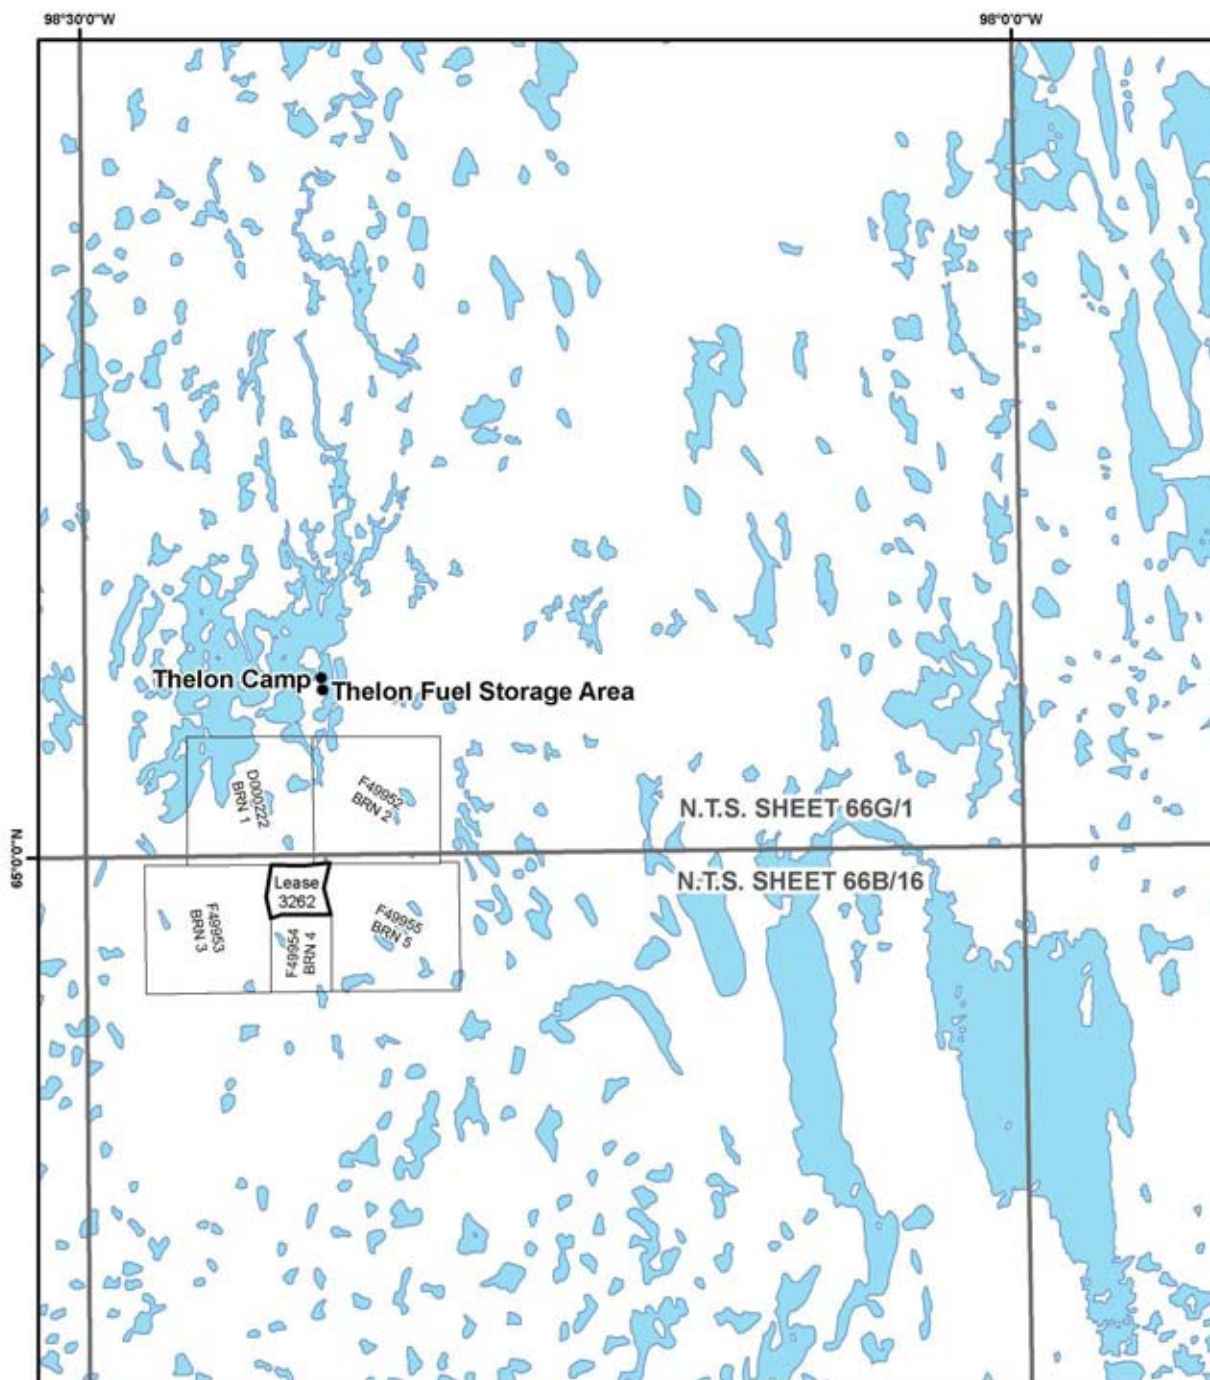 98°30'0"W
98°0'0"W
Thelon Camp
Thelon Fuel Storage Area
D000222
BRN 1
F49952
BRN 2
N.T.S. SHEET 66G/1
65°0'0"N
N.T.S. SHEET 66B/16
Lease
3262
F49953
BRN 3
F49954
BRN 4
F49955
BRN 5